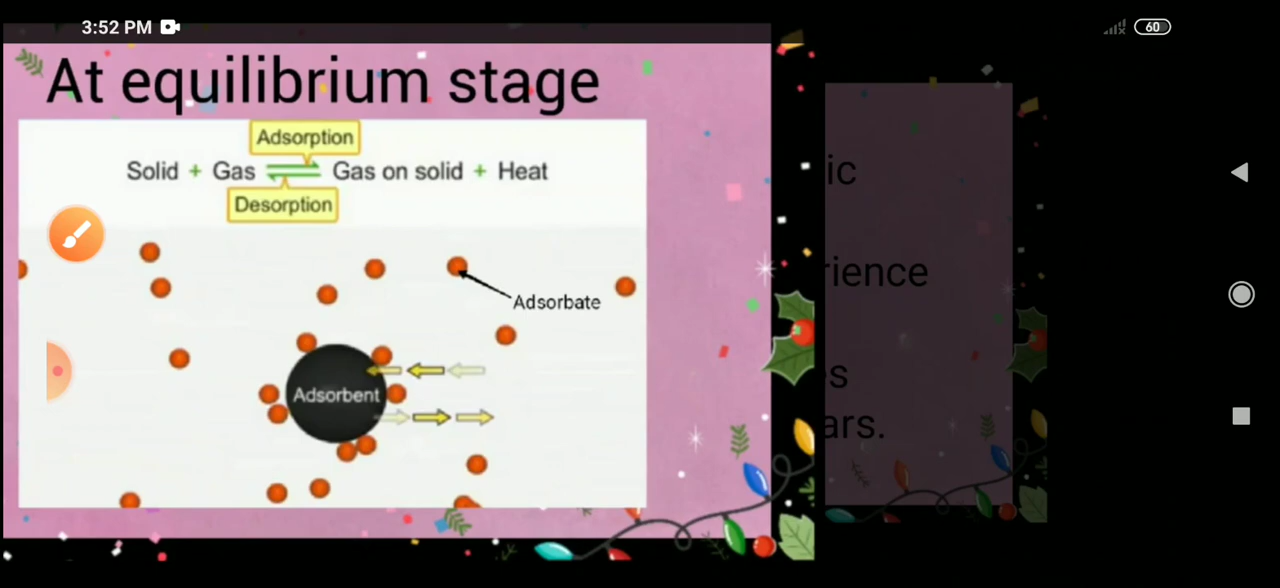 3:52 PM
60
At equilibrium stage
Adsorption
Solid + Gas ⇌ Gas on solid + Heat
Desorption
Adsorbate
Adsorbent
ic
rience
s
ars.